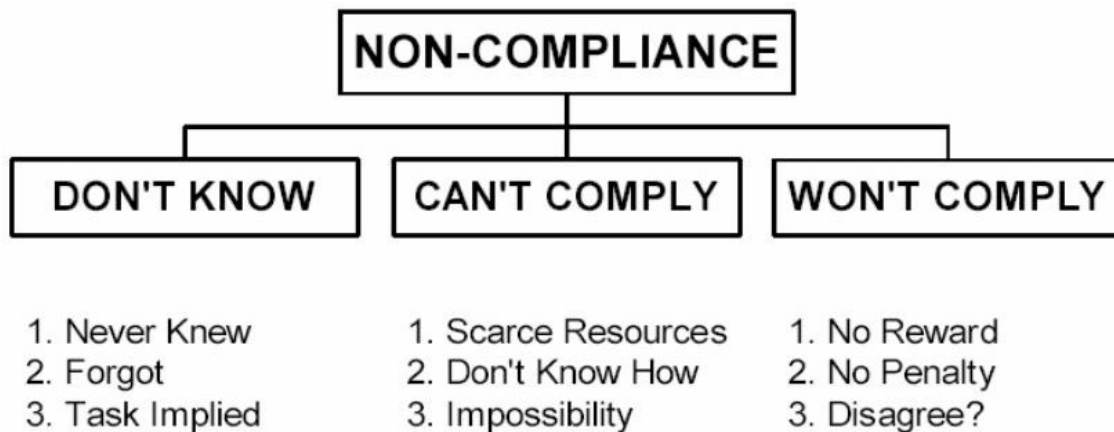 NON-COMPLIANCE
DON'T KNOW
CAN'T COMPLY
WON'T COMPLY
1. Never Knew
2. Forgot
3. Task Implied
1. Scarce Resources
2. Don't Know How
3. Impossibility
1. No Reward
2. No Penalty
3. Disagree?